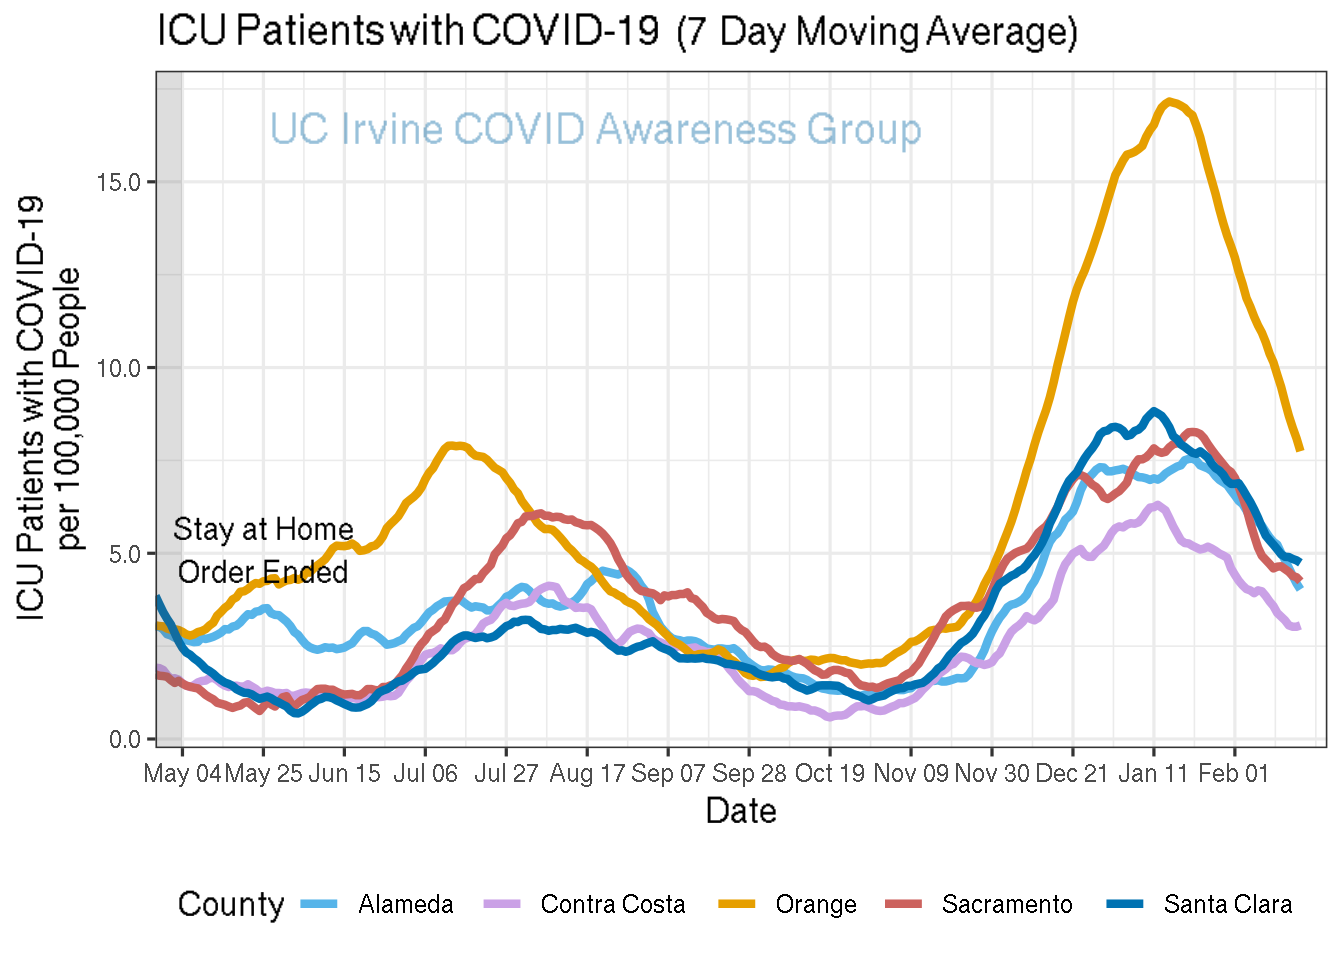 ICU Patients with COVID-19 (7 Day Moving Average)
UC Irvine COVID Awareness Group
ICU Patients with COVID-19
per 100,000 People
15.0
10.0
5.0
0.0
Stay at Home
Order Ended
May 04 May 25 Jun 15 Jul 06 Jul 27 Aug 17 Sep 07 Sep 28 Oct 19 Nov 09 Nov 30 Dec 21 Jan 11 Feb 01
Date
County Alameda Contra Costa Orange Sacramento Santa Clara